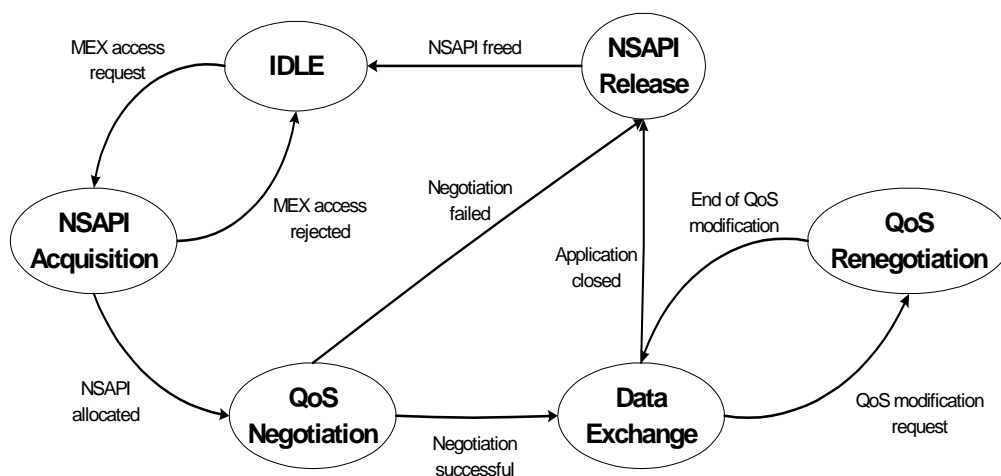 MEX access
request
IDLE
NSAPI freed
NSAPI
Release
NSAPI
Acquisition
MEX access
rejected
Negotiation
failed
Application
closed
End of QoS
modification
QoS
Renegotiation
NSAPI
allocated
QoS
Negotiation
Negotiation
successful
Data
Exchange
QoS modification
request